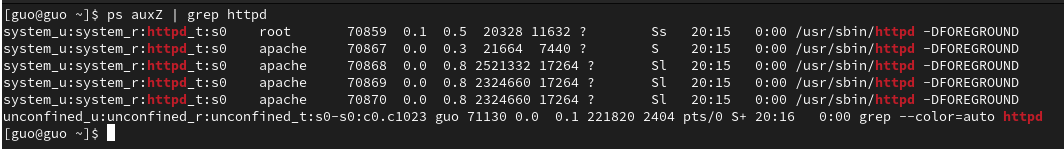 [guo@guo ~]$ ps auxZ | grep httpd
system_u:system_r:httpd_t:s0    root       70859  0.1  0.5  20328 11632 ?        Ss   20:15   0:00 /usr/sbin/httpd -DFOREGROUND
system_u:system_r:httpd_t:s0    apache     70867  0.0  0.3  21664  7440 ?        S    20:15   0:00 /usr/sbin/httpd -DFOREGROUND
system_u:system_r:httpd_t:s0    apache     70868  0.0  0.8 2521332 17264 ?       Sl   20:15   0:00 /usr/sbin/httpd -DFOREGROUND
system_u:system_r:httpd_t:s0    apache     70869  0.0  0.8 2324660 17264 ?       Sl   20:15   0:00 /usr/sbin/httpd -DFOREGROUND
system_u:system_r:httpd_t:s0    apache     70870  0.0  0.8 2324660 17264 ?       Sl   20:15   0:00 /usr/sbin/httpd -DFOREGROUND
unconfined_u:unconfined_r:unconfined_t:s0-s0:c0.c1023 guo 71130 0.0  0.1 221820 2404 pts/0 S+ 20:16   0:00 grep --color=auto httpd
[guo@guo ~]$